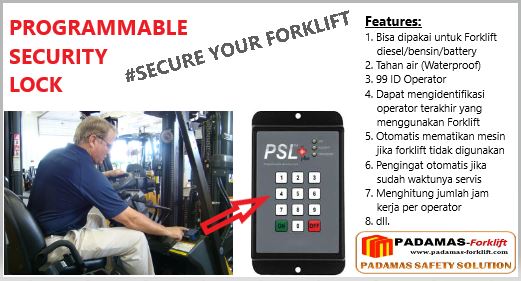 PROGRAMMABLE
SECURITY
LOCK
#SECURE YOUR FORKLIFT
PSL
1 2 3
4 5 6
7 8 9
ON 0 OFF
Features:
1. Bisa dipakai untuk Forklift
diesel/bensin/battery
2. Tahan air (Waterproof)
3. 99 ID Operator
4. Dapat mengidentifikasi
operator terakhir yang
menggunakan Forklift
5. Otomatis mematikan mesin
jika forklift tidak digunakan
6. Pengingat otomatis jika
sudah waktunya servis
7. Menghitung jumlah jam
kerja per operator
8. dll.
PADAMAS-Forklift
www.padamas-forklift.com
PADAMAS SAFETY SOLUTION